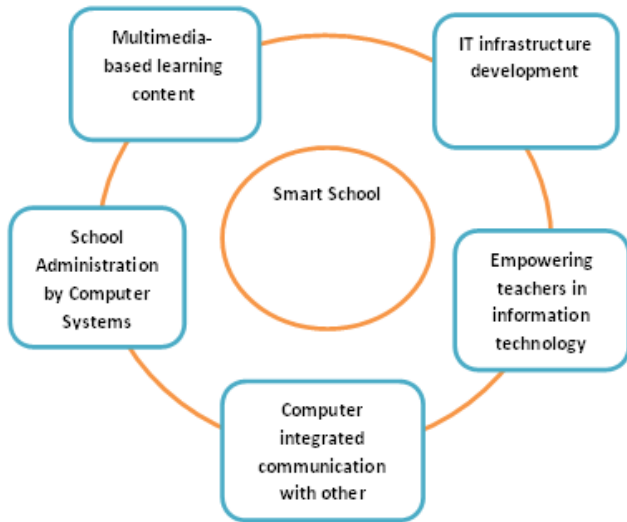 Multimedia-
based learning
content
IT infrastructure
development
Smart School
School
Administration
by Computer
Systems
Empowering
teachers in
information
technology
Computer
integrated
communication
with other